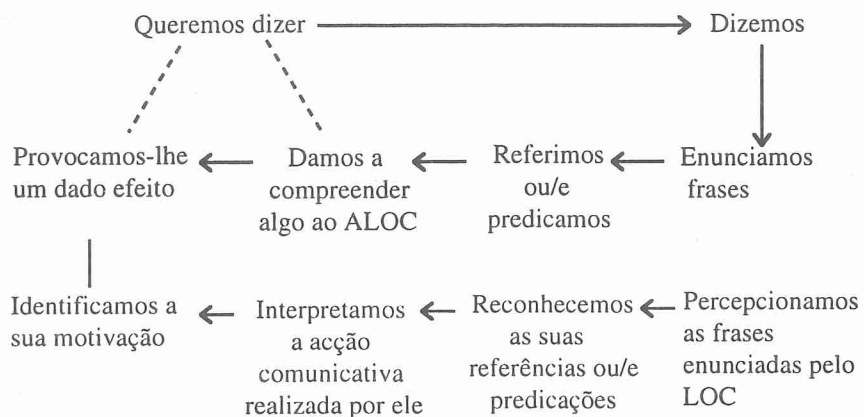 Queremos dizer
Dizemos
Provocamos-lhe
um dado efeito
Damos a
compreender
algo ao ALOC
Referimos
ou/e
predicamos
Enunciamos
frases
Identificamos a
sua motivação
Interpretamos
a acção
comunicativa
realizada por ele
Reconhecemos
as suas
referências ou/e
predicações
Percepcionamos
as frases
enunciadas pelo
LOC